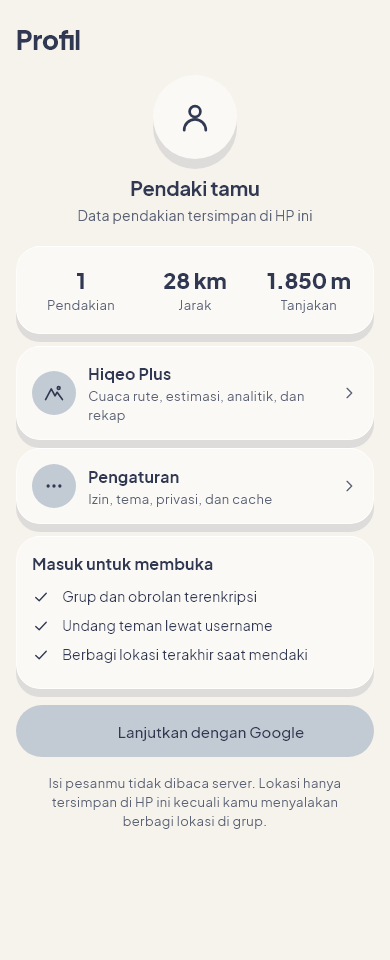 Profil
Pendaki tamu
Data pendakian tersimpan di HP ini
1 28 km 1.850 m
Pendakian Jarak Tanjakan
Hiqeo Plus
Cuaca rute, estimasi, analitik, dan
rekap
Pengaturan
Izin, tema, privasi, dan cache
Masuk untuk membuka
Grup dan obrolan terenkripsi
Undang teman lewat username
Berbagi lokasi terakhir saat mendaki
Lanjutkan dengan Google
Isi pesanmu tidak dibaca server. Lokasi hanya
tersimpan di HP ini kecuali kamu menyalakan
berbagi lokasi di grup.